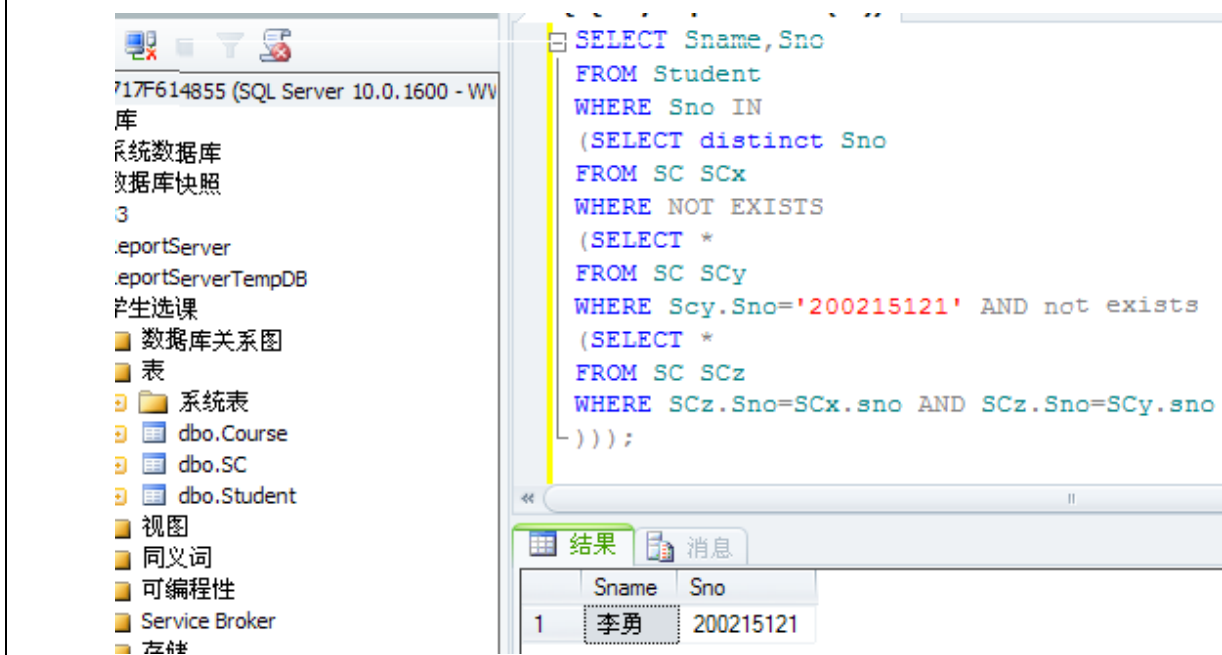 717F614855 (SQL Server 10.0.1600 - WW
库
系统数据库
数据库快照
33
ReportServer
ReportServerTempDB
学生选课
数据库关系图
表
系统表
dbo.Course
dbo.SC
dbo.Student
视图
同义词
可编程性
Service Broker
存储
SELECT Sname,Sno
FROM Student
WHERE Sno IN
(SELECT distinct Sno
FROM SC SCx
WHERE NOT EXISTS
(SELECT *
FROM SC SCy
WHERE Scy.Sno='200215121' AND not exists
(SELECT *
FROM SC SCz
WHERE SCz.Sno=SCx.sno AND SCz.Sno=SCy.sno
)));
结果
消息
Sname Sno
1 李勇 200215121